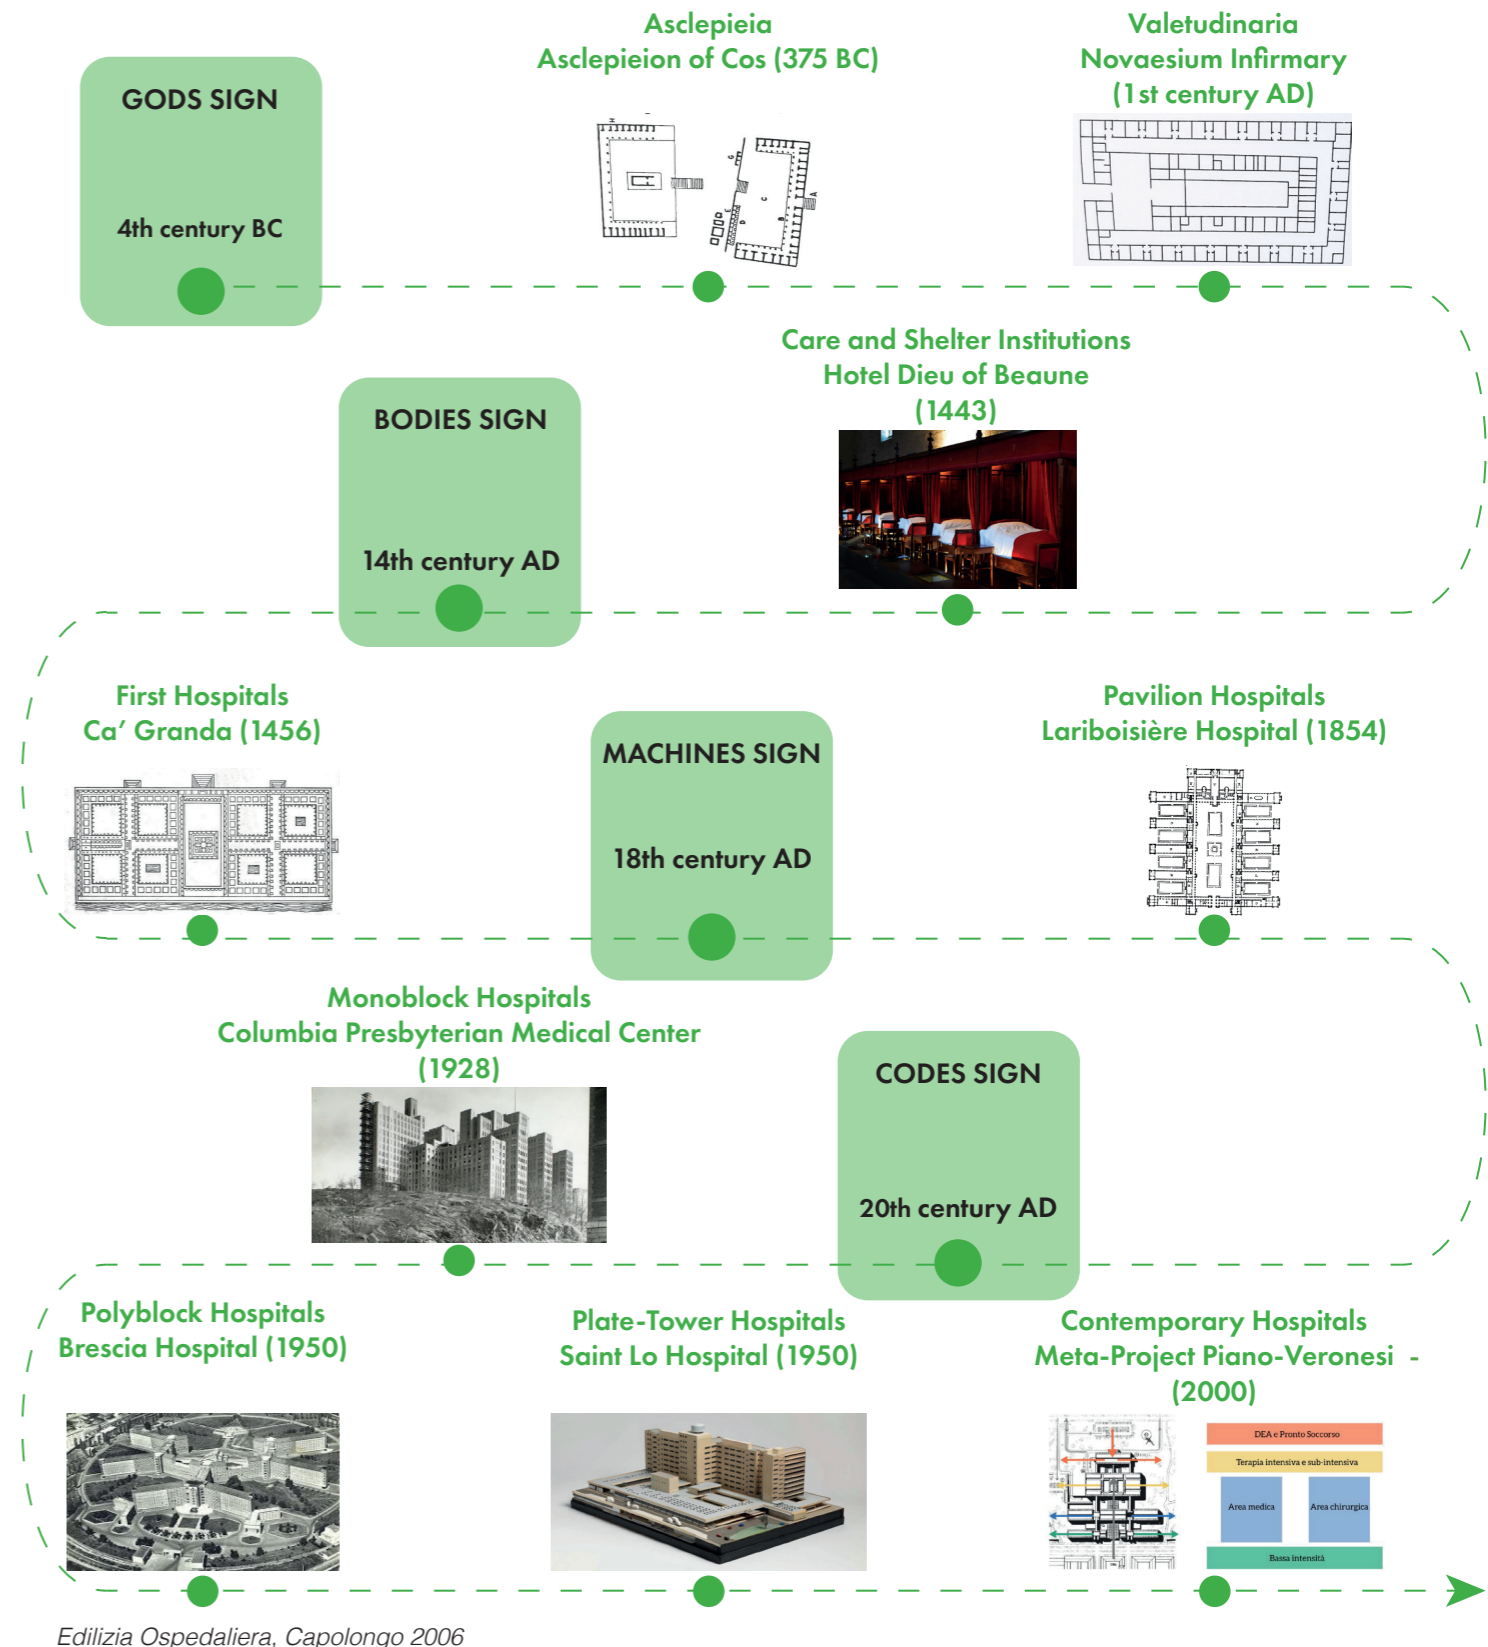 GODS SIGN
4th century BC
Asclepieia
Asclepieion of Cos (375 BC)
Valetudinaria
Novaesium Infirmary
(1st century AD)
BODIES SIGN
14th century AD
Care and Shelter Institutions
Hotel Dieu of Beaune
(1443)
First Hospitals
Ca’ Granda (1456)
MACHINES SIGN
18th century AD
Pavilion Hospitals
Lariboisière Hospital (1854)
Monoblock Hospitals
Columbia Presbyterian Medical Center
(1928)
CODES SIGN
20th century AD
Polyblock Hospitals
Brescia Hospital (1950)
Plate-Tower Hospitals
Saint Lo Hospital (1950)
Contemporary Hospitals
Meta-Project Piano-Veronesi -
(2000)
DEA e Pronto Soccorso
Terapia intensiva e sub-intensiva
Area medica
Area chirurgica
Bassa intensità
Edilizia Ospedaliera, Capolongo 2006